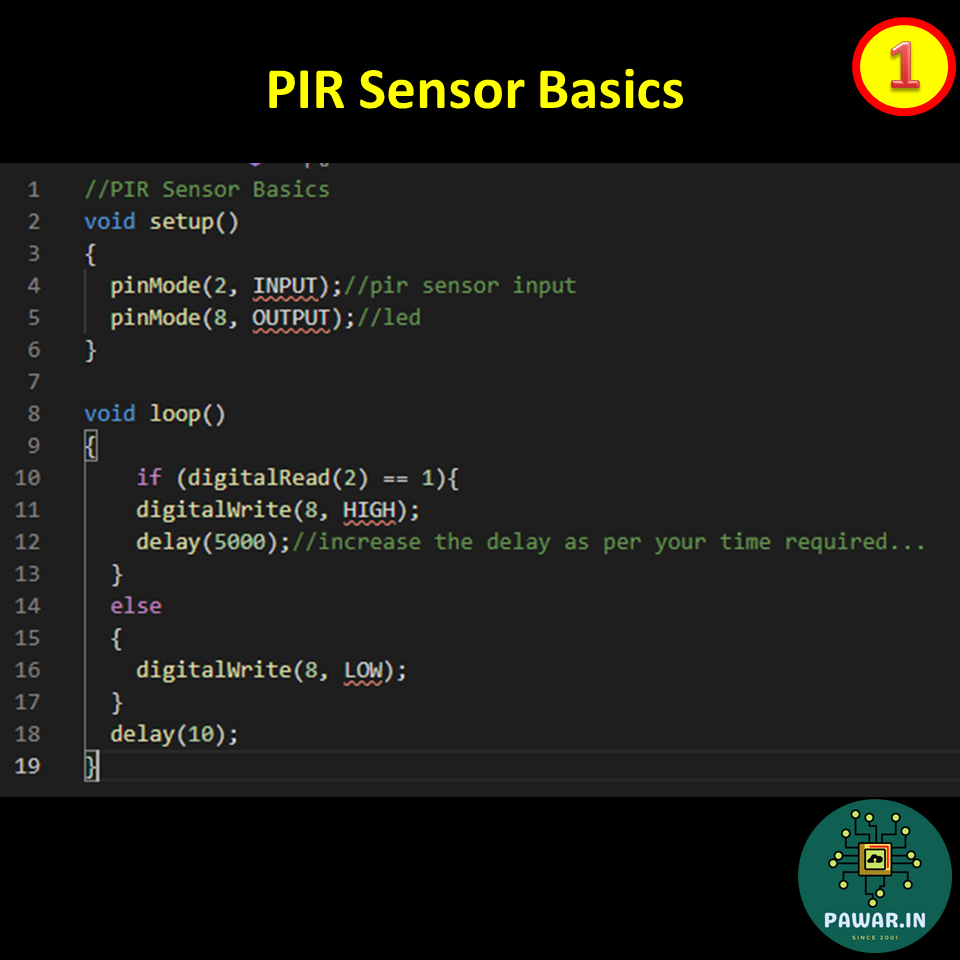 1
PIR Sensor Basics
1 //PIR Sensor Basics
2 void setup()
3 {
4   pinMode(2, INPUT);//pir sensor input
5   pinMode(8, OUTPUT);//led
6 }
7
8 void loop()
9 {
10     if (digitalRead(2) == 1){
11     digitalWrite(8, HIGH);
12     delay(5000);//increase the delay as per your time required...
13   }
14   else
15   {
16     digitalWrite(8, LOW);
17   }
18   delay(10);
19 }
PAWAR.IN
SINCE 2001